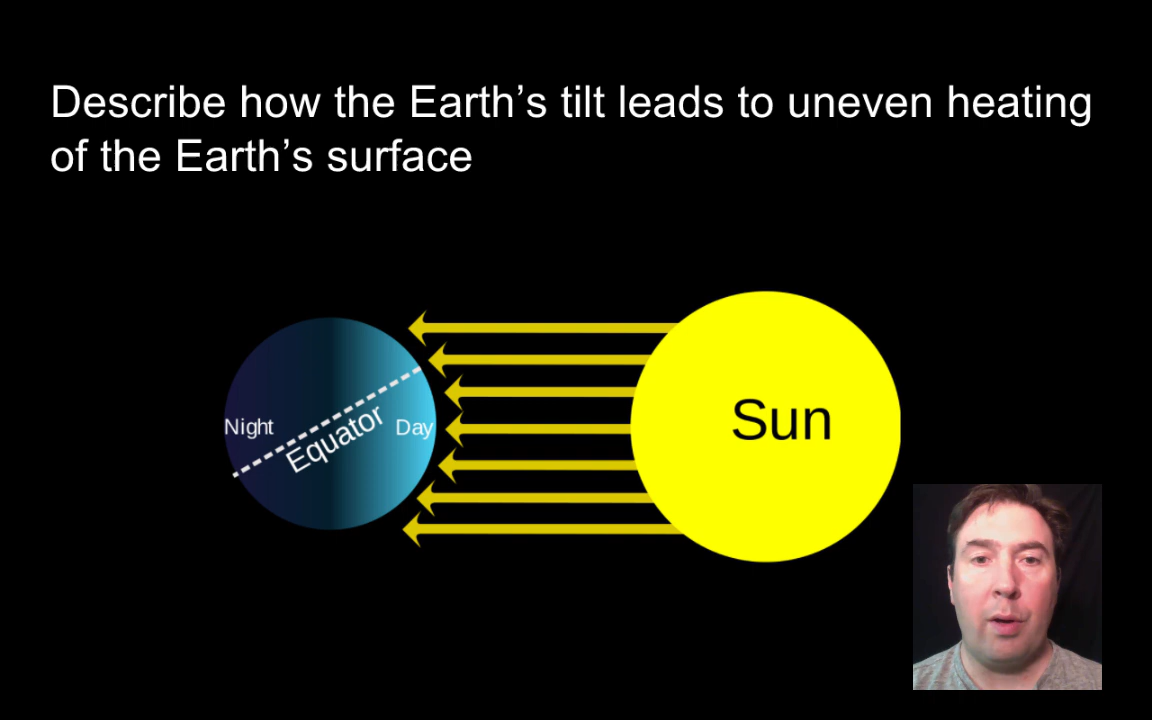 Describe how the Earth’s tilt leads to uneven heating
of the Earth’s surface
Night
Equator
Day
Sun